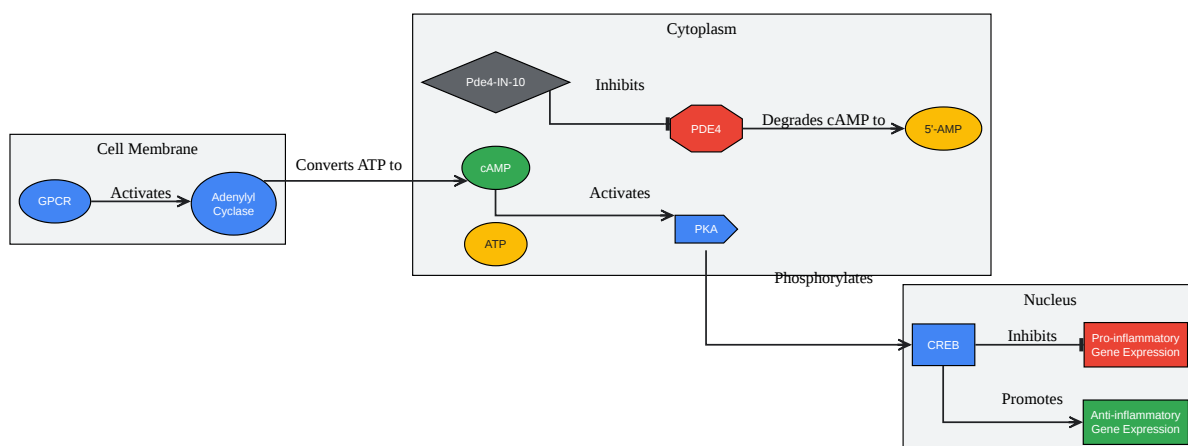 Cytoplasm
Pde4-IN-10
Inhibits
PDE4
Degrades cAMP to
5'-AMP
Cell Membrane
GPCR
Activates
Adenylyl
Cyclase
Converts ATP to
cAMP
Activates
PKA
ATP
Phosphorylates
Nucleus
CREB
Inhibits
Pro-inflammatory
Gene Expression
Promotes
Anti-inflammatory
Gene Expression